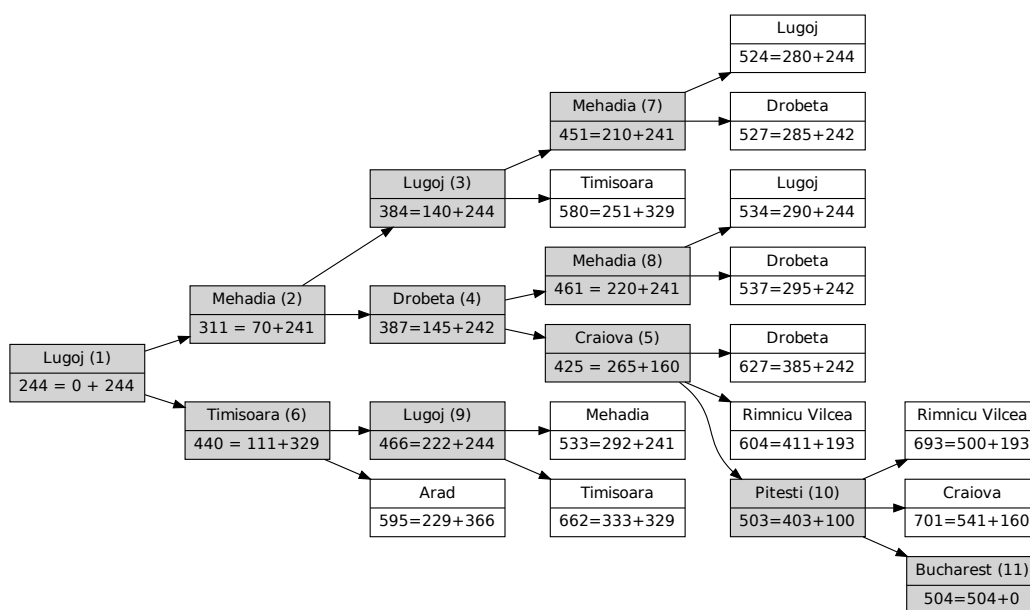 Lugoj
524=280+244
Mehadia (7)
451=210+241
Drobeta
527=285+242
Lugoj (3)
384=140+244
Timisoara
580=251+329
Lugoj
534=290+244
Mehadia (8)
461 = 220+241
Drobeta
537=295+242
Mehadia (2)
311 = 70+241
Drobeta (4)
387=145+242
Craiova (5)
425 = 265+160
Drobeta
627=385+242
Lugoj (1)
244 = 0 + 244
Timisoara (6)
440 = 111+329
Lugoj (9)
466=222+244
Mehadia
533=292+241
Rimnicu Vilcea
604=411+193
Rimnicu Vilcea
693=500+193
Arad
595=229+366
Timisoara
662=333+329
Pitesti (10)
503=403+100
Craiova
701=541+160
Bucharest (11)
504=504+0